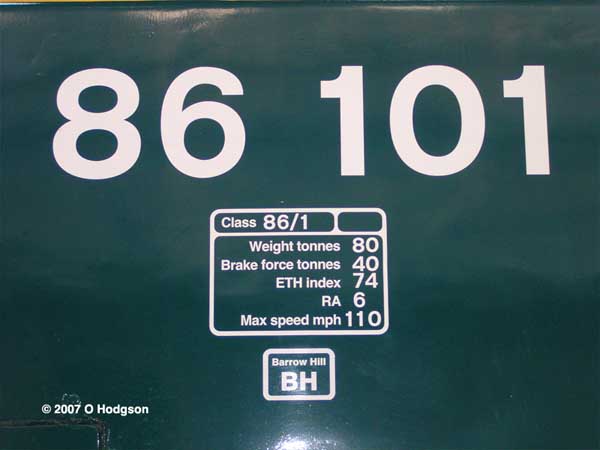 86 101
Class 86/1
Weight tonnes 80
Brake force tonnes 40
ETH index 74
RA 6
Max speed mph 110
Barrow Hill
BH
© 2007 O Hodgson